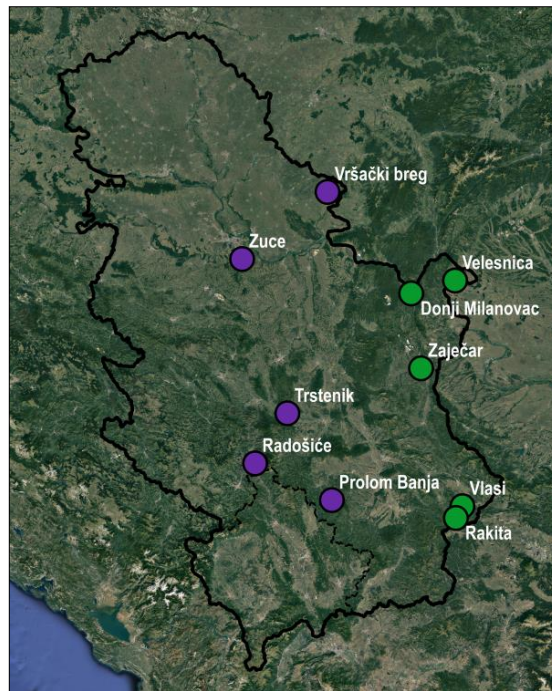 Vršački breg
Zuce
Velesnica
Donji Milanovac
Zaječar
Trstenik
Radošiće
Prolom Banja
Vlasi
Rakita